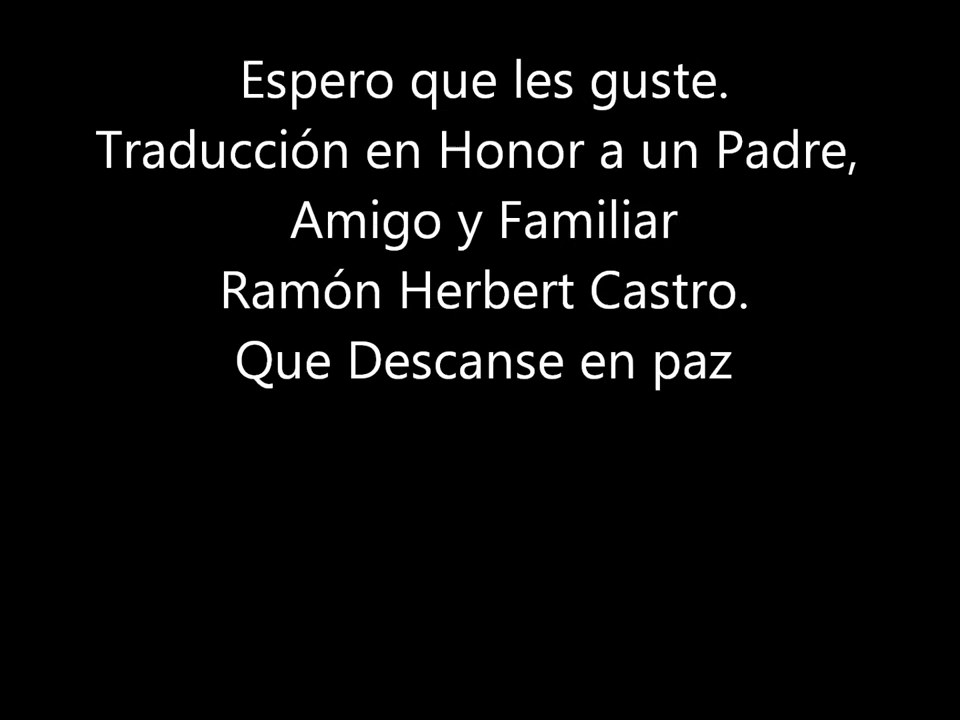 Espero que les guste.
Traducción en Honor a un Padre,
Amigo y Familiar
Ramón Herbert Castro.
Que Descanse en paz